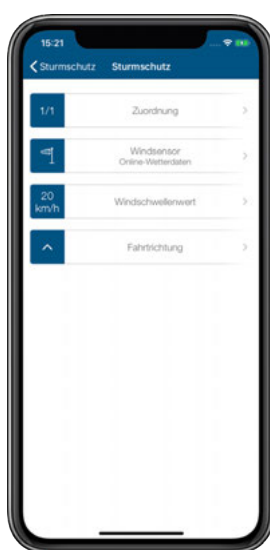 15:21
Sturmschutz Sturmschutz
1/1 Zuordnung
Windsensor
Online-Wetterdaten
20
km/h Windschwellenwert
Fahrtrichtung